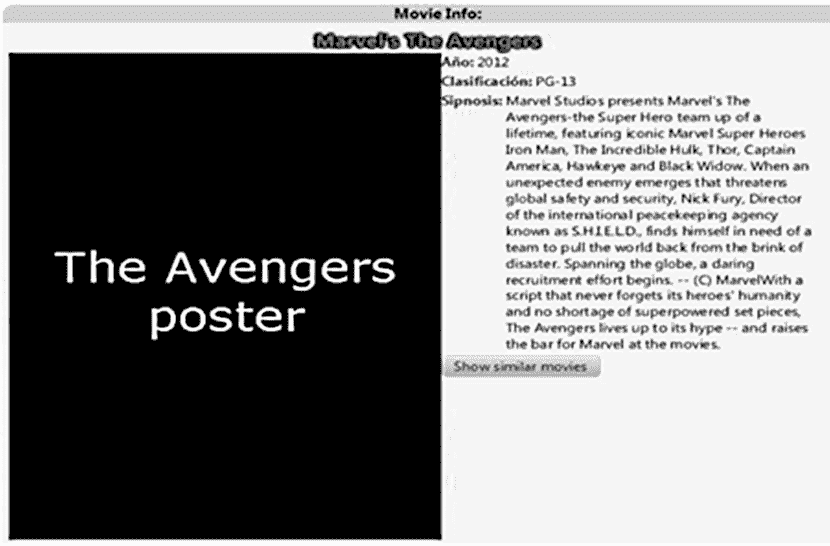 Movie Info:
Marvel's The Avengers
Año: 2012
Clasificación: PG-13
Sipnosis: Marvel Studios presents Marvel's The
Avengers-the Super Hero team up of a
lifetime, featuring iconic Marvel Super Heroes
Iron Man, The Incredible Hulk, Thor, Captain
America, Hawkeye and Black Widow. When an
unexpected enemy emerges that threatens
global safety and security, Nick Fury, Director
of the international peacekeeping agency
known as S.H.I.E.L.D., finds himself in need of a
team to pull the world back from the brink of
disaster. Spanning the globe, a daring
recruitment effort begins. -- (C) MarvelWith a
script that never forgets its heroes' humanity
and no shortage of superpowered set pieces,
The Avengers lives up to its hype -- and raises
the bar for Marvel at the movies.
Show similar movies
The Avengers
poster